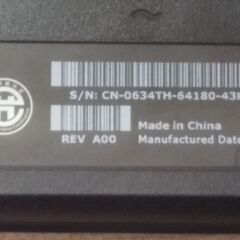 S/N: CN-0634TH-64180-43
REV A00
Made in China
Manufactured Date